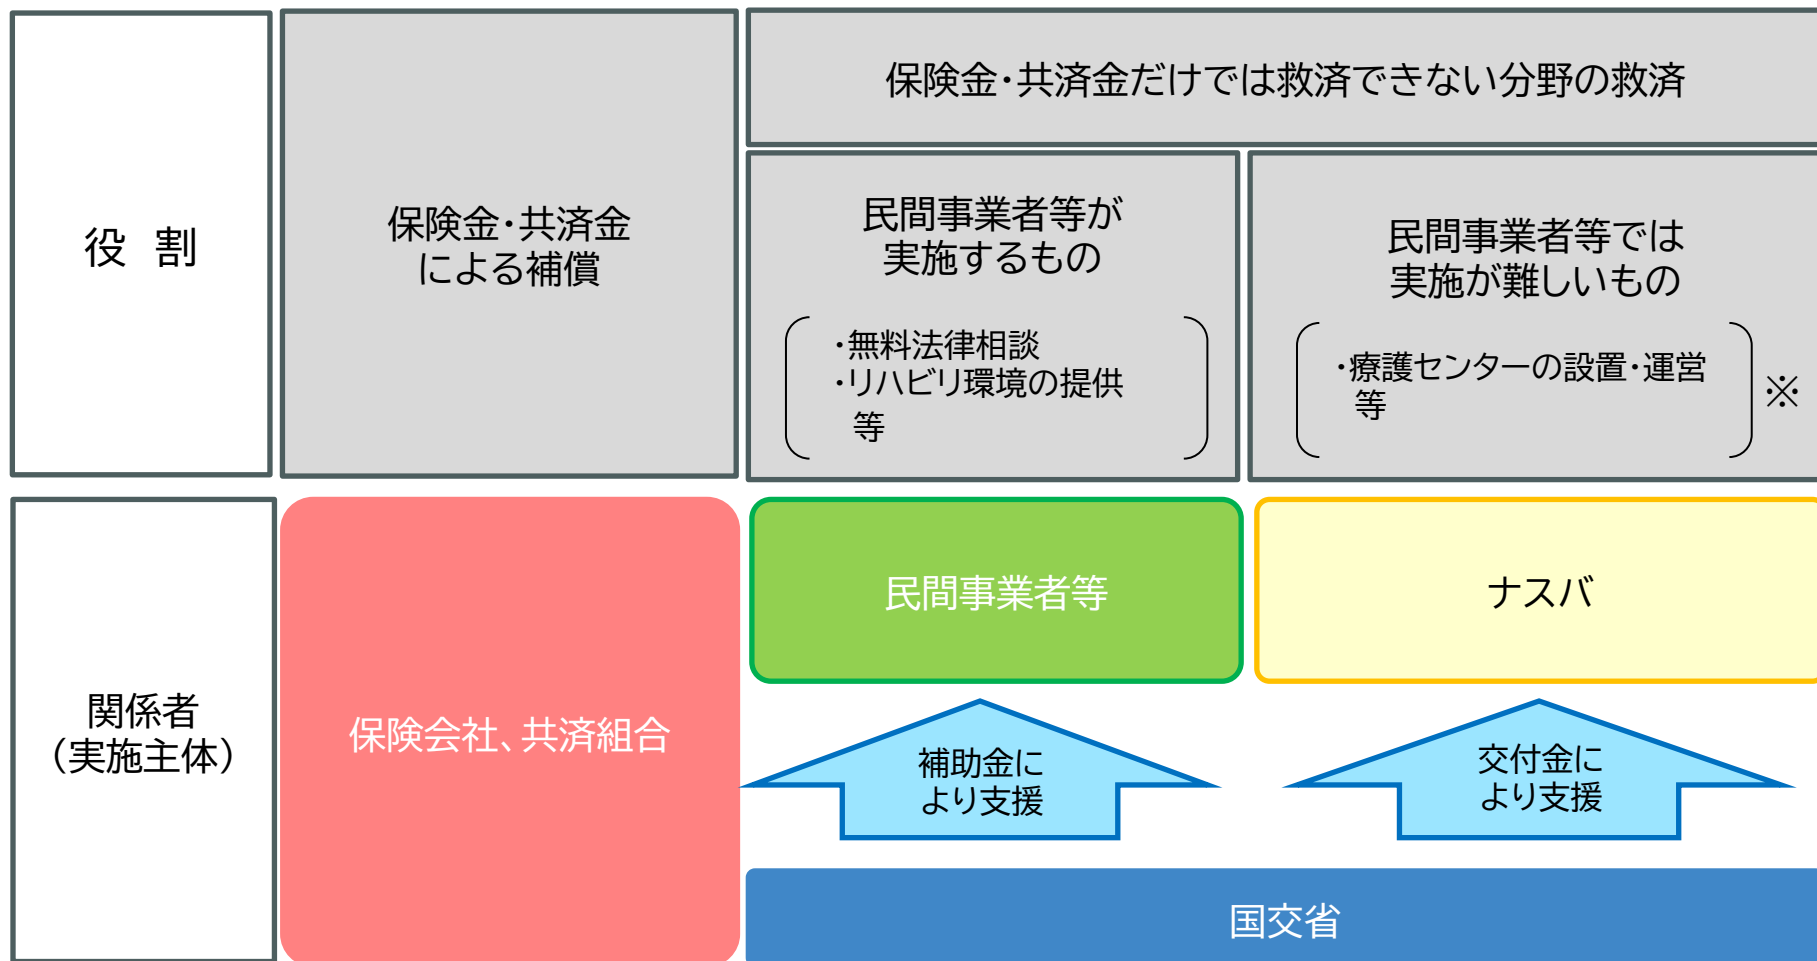 役 割
保険金・共済金
による補償
保険金・共済金だけでは救済できない分野の救済
民間事業者等が
実施するもの
・無料法律相談
・リハビリ環境の提供
等
民間事業者等では
実施が難しいもの
・療護センターの設置・運営
等
※
関係者
（実施主体）
保険会社、共済組合
民間事業者等
ナスバ
補助金に
より支援
交付金に
より支援
国交省